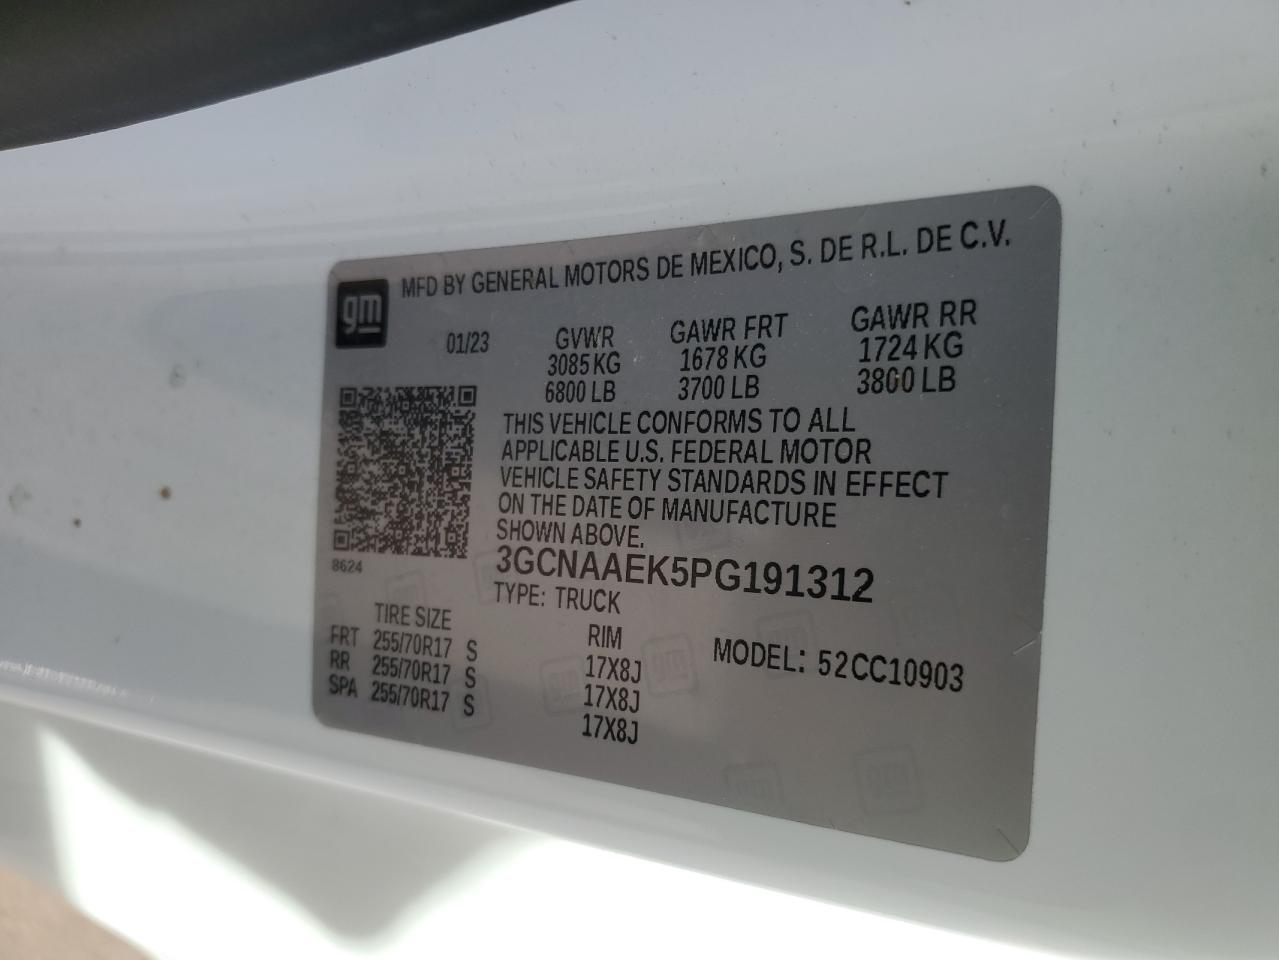 gm
MFD BY GENERAL MOTORS DE MEXICO, S. DE R.L. DE C.V.
01/23 GVWR GAWR FRT GAWR RR
3085 KG 1678 KG 1724 KG
6800 LB 3700 LB 3800 LB
THIS VEHICLE CONFORMS TO ALL
APPLICABLE U.S. FEDERAL MOTOR
VEHICLE SAFETY STANDARDS IN EFFECT
ON THE DATE OF MANUFACTURE
SHOWN ABOVE.
8624
3GCNAAEK5PG191312
TYPE: TRUCK
TIRE SIZE RIM
FRT 255/70R17 S 17X8J
RR 255/70R17 S 17X8J
SPA 255/70R17 S 17X8J
MODEL: 52CC10903